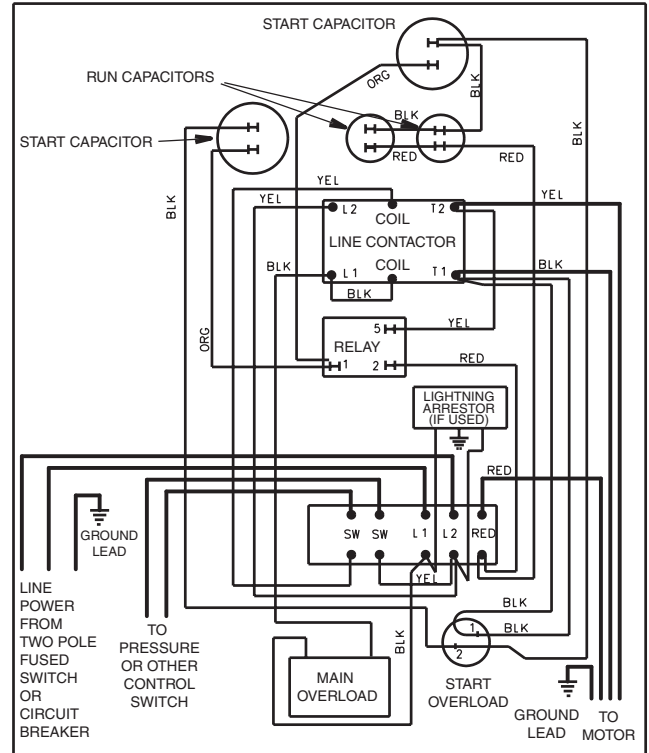 START CAPACITOR
ORG
BLK
BLK
RUN CAPACITORS
BLK
START CAPACITOR
RED
RED
YEL
YEL
BLK
L2
COIL
T2
YEL
LINE CONTACTOR
BLK
L1
COIL
T1
BLK
BLK
ORG
5
YEL
RELAY
1
2
RED
LIGHTNING
ARRESTOR
(IF USED)
RED
GROUND
LEAD
SW
SW
L1
L2
RED
YEL
LINE
POWER
FROM
TWO POLE
FUSED
SWITCH
OR
CIRCUIT
BREAKER
TO
PRESSURE
OR OTHER
CONTROL
SWITCH
BLK
BLK
1
BLK
2
MAIN
OVERLOAD
START
OVERLOAD
GROUND
LEAD
TO
MOTOR